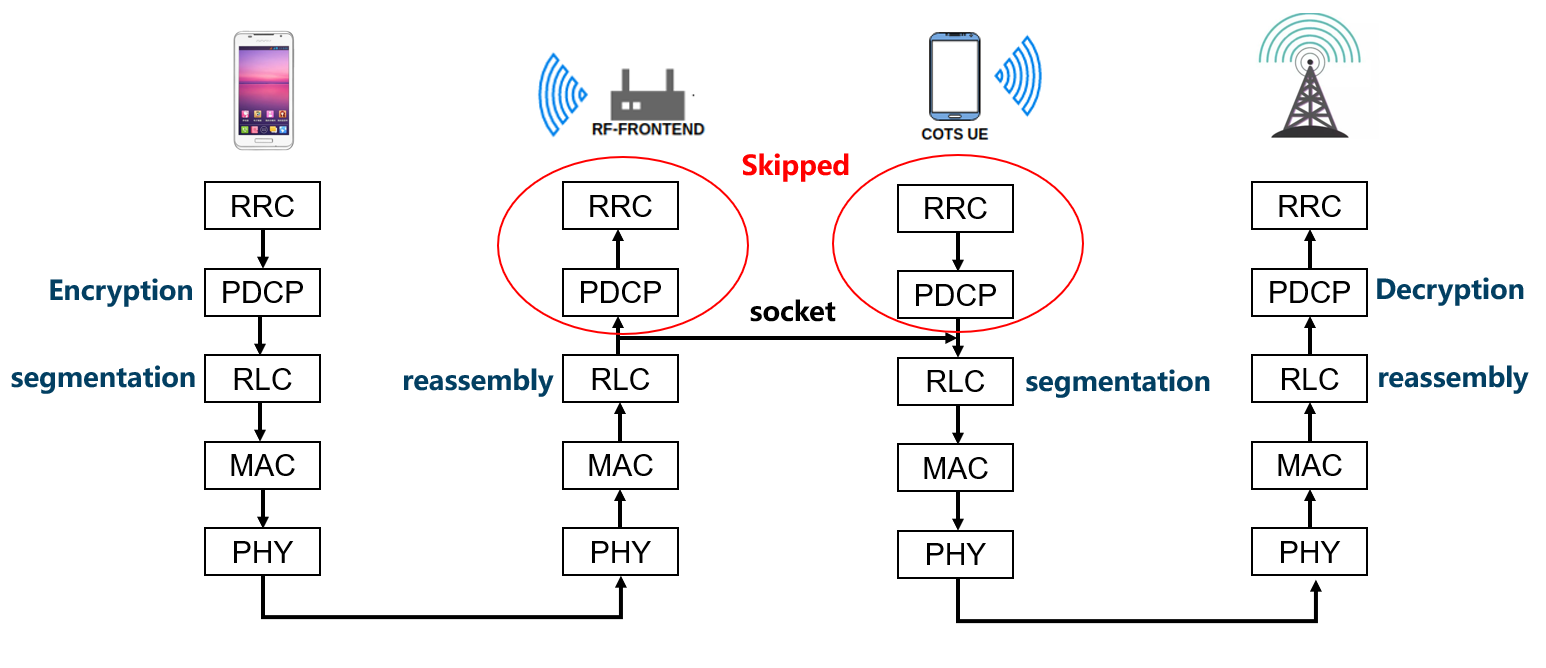 RF-FRONTEND
COTS UE
Skipped
RRC
RRC
RRC
RRC
Encryption
PDCP
PDCP
PDCP
PDCP
Decryption
socket
segmentation
RLC
reassembly
RLC
RLC
segmentation
RLC
reassembly
MAC
MAC
MAC
MAC
PHY
PHY
PHY
PHY